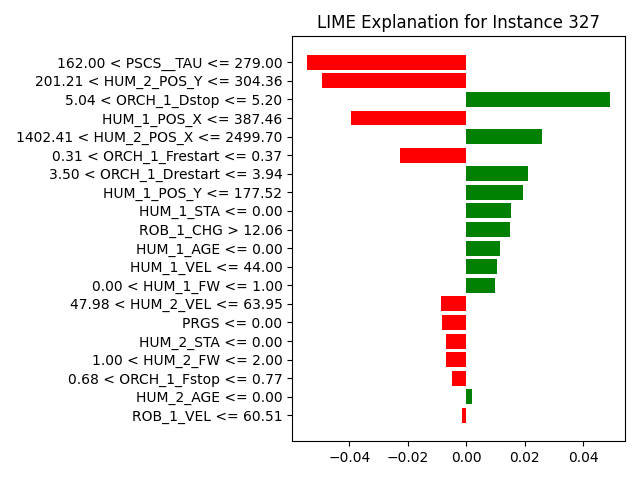 LIME Explanation for Instance 327
162.00 < PSCS__TAU <= 279.00
201.21 < HUM_2_POS_Y <= 304.36
5.04 < ORCH_1_Dstop <= 5.20
HUM_1_POS_X <= 387.46
1402.41 < HUM_2_POS_X <= 2499.70
0.31 < ORCH_1_Frestart <= 0.37
3.50 < ORCH_1_Drestart <= 3.94
HUM_1_POS_Y <= 177.52
HUM_1_STA <= 0.00
ROB_1_CHG > 12.06
HUM_1_AGE <= 0.00
HUM_1_VEL <= 44.00
0.00 < HUM_1_FW <= 1.00
47.98 < HUM_2_VEL <= 63.95
PRGS <= 0.00
HUM_2_STA <= 0.00
1.00 < HUM_2_FW <= 2.00
0.68 < ORCH_1_Fstop <= 0.77
HUM_2_AGE <= 0.00
ROB_1_VEL <= 60.51
−0.04 −0.02 0.00 0.02 0.04